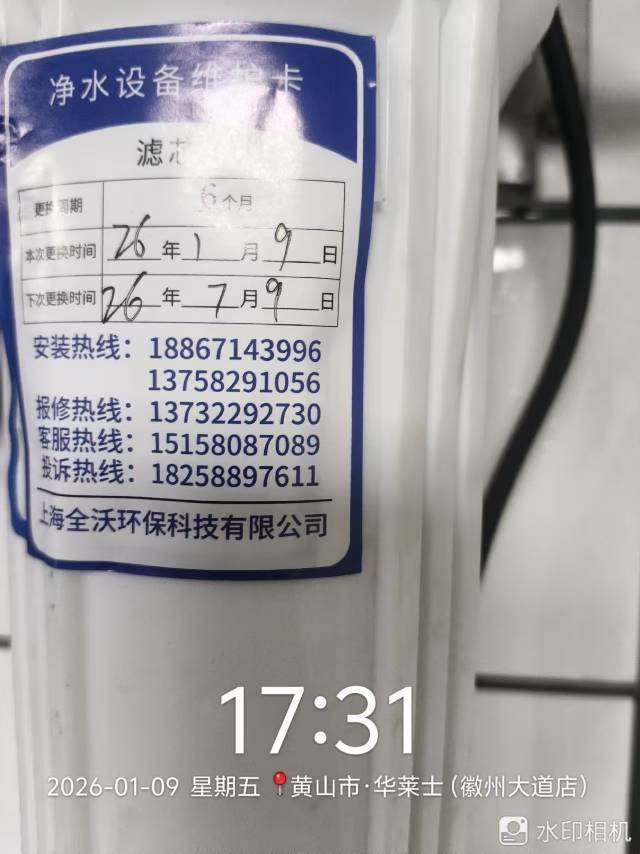 净水设备维护卡
滤芯
更换周期 6个月
本次更换时间 26年1月9日
下次更换时间 26年7月9日
安装热线：18867143996
13758291056
报修热线：13732292730
客服热线：15158087089
投诉热线：18258897611
上海全沃环保科技有限公司
17:31
2026-01-09 星期五 📍黄山市·华莱士（徽州大道店）
水印相机